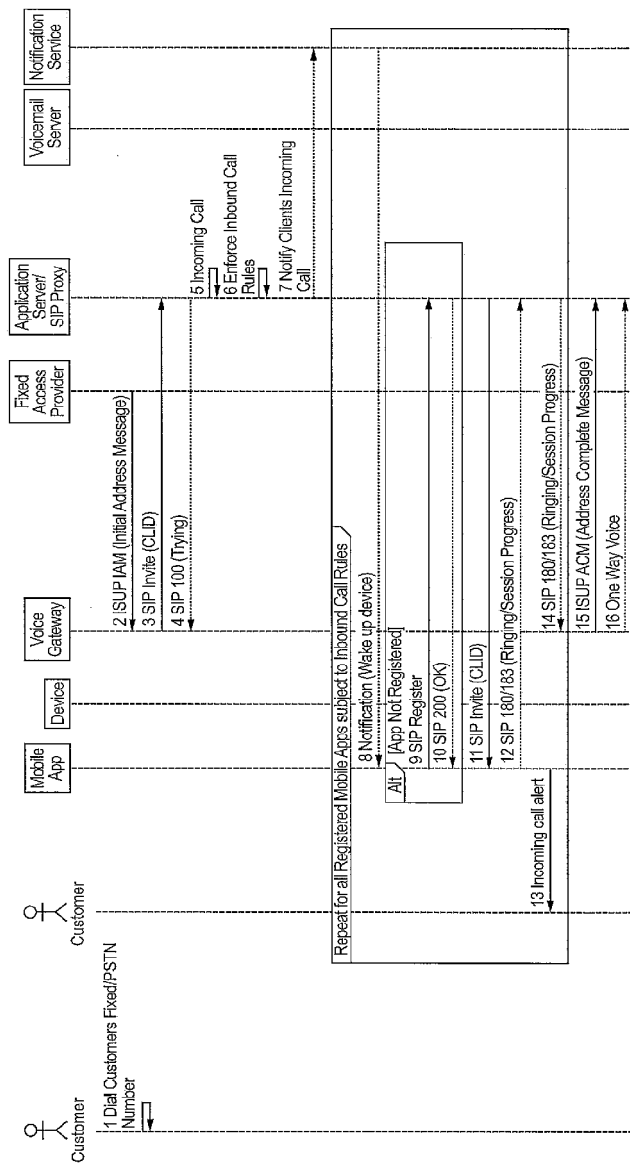 Customer
Customer
Mobile
App
Device
Voice
Gateway
Fixed
Access
Provider
Application
Server/
SIP Proxy
Voicemail
Server
Notification
Service
1 Dial Customers Fixed/PSTN
Number
2 ISUP IAM (Initial Address Message)
3 SIP Invite (CLID)
4 SIP 100 (Trying)
5 Incoming Call
6 Enforce Inbound Call
Rules
7 Notify Clients Incoming
Call
Repeat for all Registered Mobile Apps subject to Inbound Call Rules
8 Notification (Wake up device)
Alt
[App Not Registered]
9 SIP Register
10 SIP 200 (OK)
11 SIP Invite (CLID)
12 SIP 180/183 (Ringing/Session Progress)
13 Incoming call alert
14 SIP 180/183 (Ringing/Session Progress)
15 ISUP ACM (Address Complete Message)
16 One Way Voice